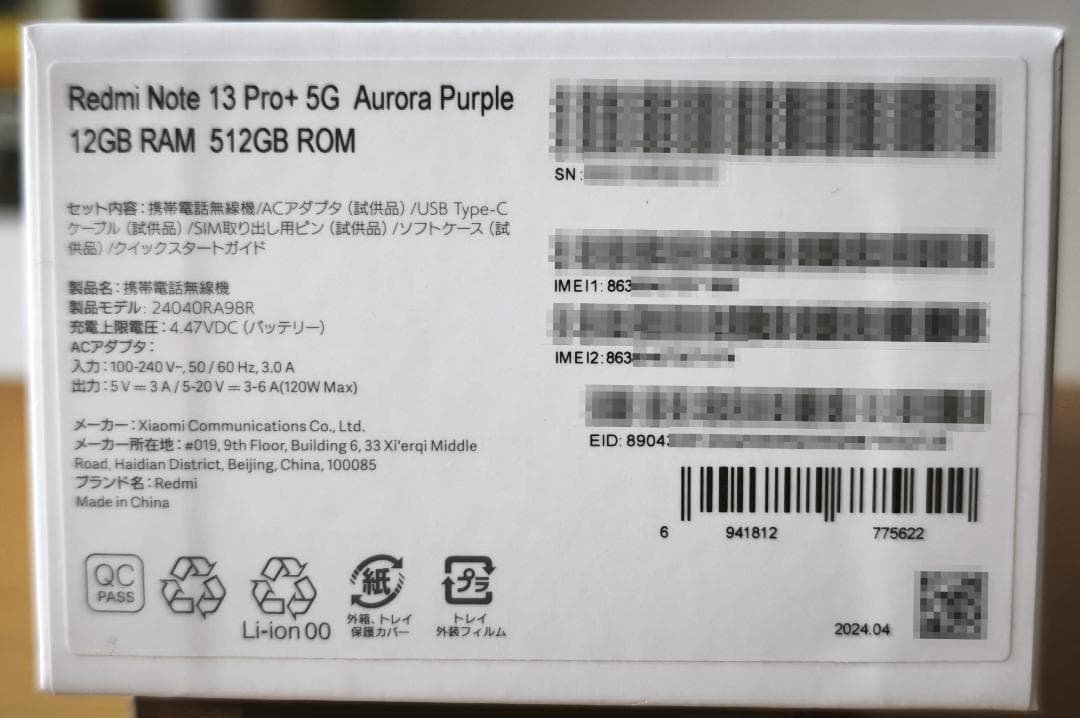 Redmi Note 13 Pro+ 5G Aurora Purple
12GB RAM 512GB ROM
セット内容：携帯電話無線機/ACアダプタ（試供品）/USB Type-C
ケーブル（試供品）/SIM取り出し用ピン（試供品）/ソフトケース（試
供品）/クイックスタートガイド
製品名：携帯電話無線機
製品モデル: 24040RA98R
充電上限電圧：4.47VDC（バッテリー）
ACアダプタ：
入力：100-240 V~, 50 / 60 Hz, 3.0 A
出力：5 V ⎓ 3 A / 5-20 V ⎓ 3-6 A(120W Max)
メーカー：Xiaomi Communications Co., Ltd.
メーカー所在地：#019, 9th Floor, Building 6, 33 Xi'erqi Middle
Road, Haidian District, Beijing, China, 100085
ブランド名：Redmi
Made in China
QC
PASS
Li-ion 00
紙
外箱、トレイ
保護カバー
プラ
トレイ
外装フィルム
SN:
IMEI1: 863
IMEI2: 863
EID: 89043
6 941812 775622
2024.04